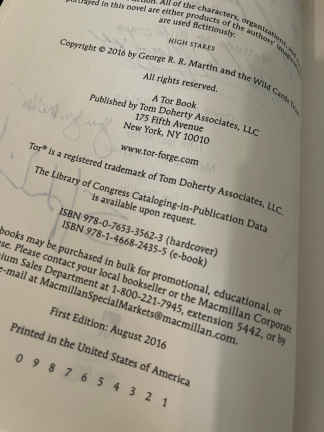 tion. All of the characters, organizations, and
portrayed in this novel are either products of the authors'
are used fictitiously.
HIGH STAKES
Copyright © 2016 by George R. R. Martin and the Wild Cards
All rights reserved.
A Tor Book
Published by Tom Doherty Associates, LLC
175 Fifth Avenue
New York, NY 10010
www.tor-forge.com
Tor® is a registered trademark of Tom Doherty Associates, LLC.
The Library of Congress Cataloging-in-Publication Data
is available upon request.
ISBN 978-0-7653-3562-3 (hardcover)
ISBN 978-1-4668-2435-5 (e-book)
books may be purchased in bulk for promotional, educational, or
se. Please contact your local bookseller or the Macmillan Corporate
ium Sales Department at 1-800-221-7945, extension 5442, or by
e-mail at MacmillanSpecialMarkets@macmillan.com.
First Edition: August 2016
Printed in the United States of America
0 9 8 7 6 5 4 3 2 1